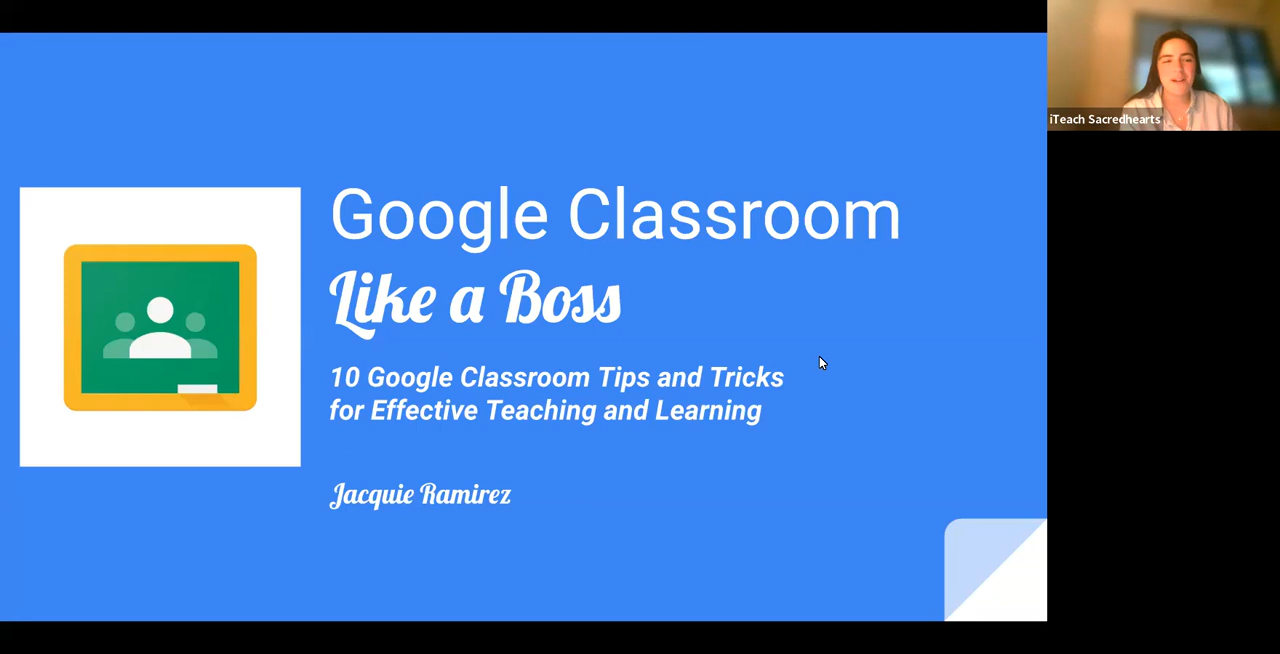 Google Classroom
Like a Boss
10 Google Classroom Tips and Tricks
for Effective Teaching and Learning
Jacquie Ramirez
iTeach Sacredhearts